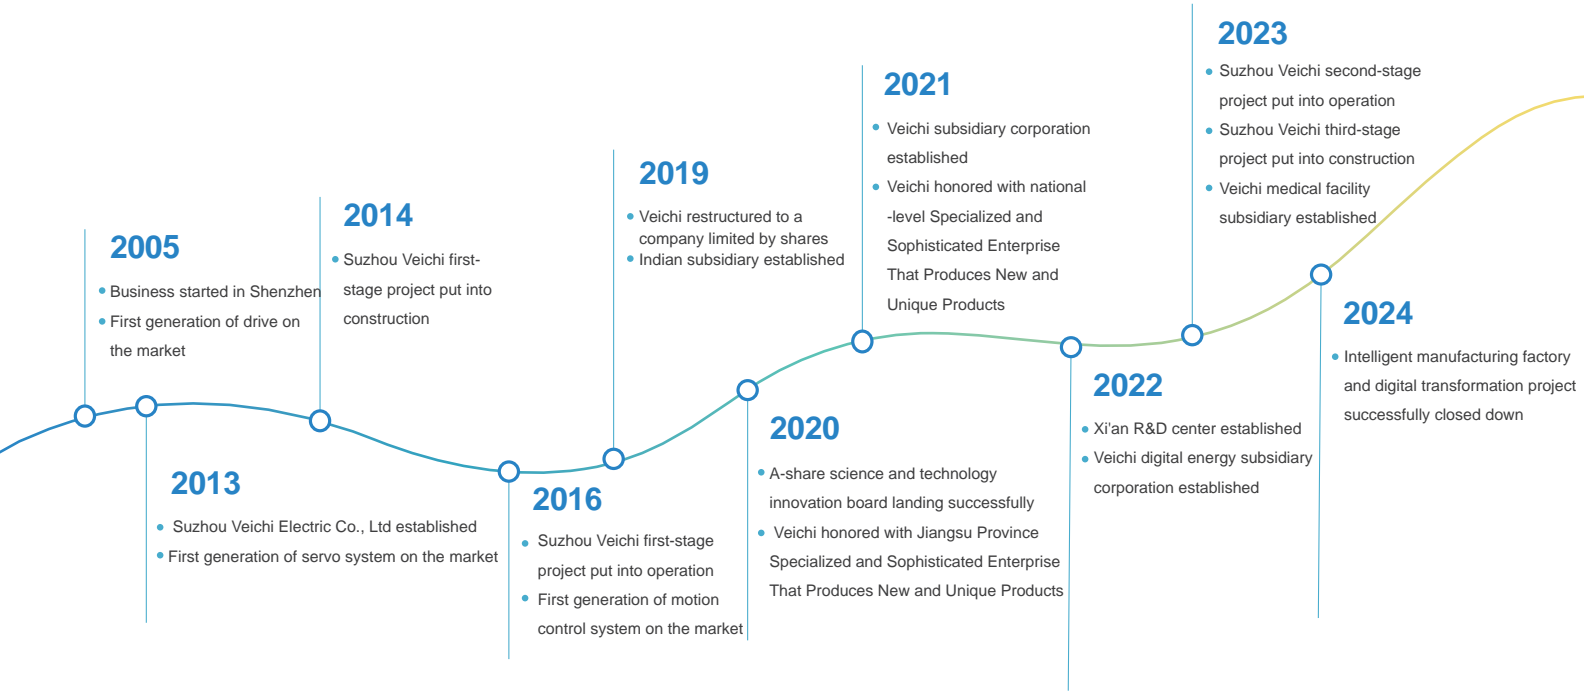 2005
Business started in Shenzhen
First generation of drive on
the market
2013
Suzhou Veichi Electric Co., Ltd established
First generation of servo system on the market
2014
Suzhou Veichi first-
stage project put into
construction
2016
Suzhou Veichi first-stage
project put into operation
First generation of motion
control system on the market
2019
Veichi restructured to a
company limited by shares
Indian subsidiary established
2020
A-share science and technology
innovation board landing successfully
Veichi honored with Jiangsu Province
Specialized and Sophisticated Enterprise
That Produces New and Unique Products
2021
Veichi subsidiary corporation
established
Veichi honored with national
-level Specialized and
Sophisticated Enterprise
That Produces New and
Unique Products
2022
Xi'an R&D center established
Veichi digital energy subsidiary
corporation established
2023
Suzhou Veichi second-stage
project put into operation
Suzhou Veichi third-stage
project put into construction
Veichi medical facility
subsidiary established
2024
Intelligent manufacturing factory
and digital transformation project
successfully closed down